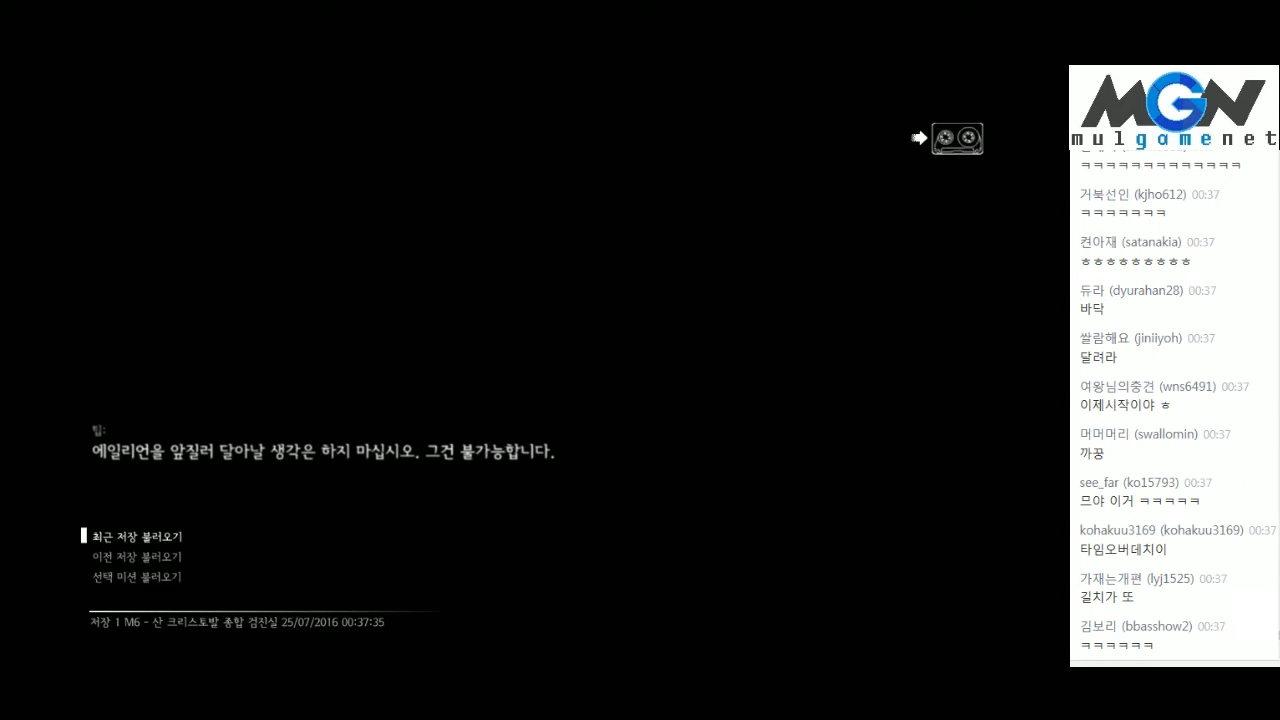 팁:
에일리언을 앞질러 달아날 생각은 하지 마십시오. 그건 불가능합니다.
최근 저장 불러오기
이전 저장 불러오기
선택 미션 불러오기
저장 1 M6 - 산 크리스토발 종합 검진실 25/07/2016 00:37:35
MGN
mulgamenet
ㅋㅋㅋㅋㅋㅋㅋㅋㅋㅋㅋㅋㅋ
거북선인 (kjho612) 00:37
ㅋㅋㅋㅋㅋㅋㅋ
켠아재 (satanakia) 00:37
ㅎㅎㅎㅎㅎㅎㅎㅎㅎ
듀라 (dyurahan28) 00:37
바닥
쌀람해요 (jiniiyoh) 00:37
달려라
여왕님의충견 (wns6491) 00:37
이제시작이야 ㅎ
머머머리 (swallomin) 00:37
까꿍
see_far (ko15793) 00:37
므야 이거 ㅋㅋㅋㅋㅋ
kohakuu3169 (kohakuu3169) 00:37
타임오버데치이
가재는개편 (lyj1525) 00:37
길치가 또
김보리 (bbasshow2) 00:37
ㅋㅋㅋㅋㅋㅋ